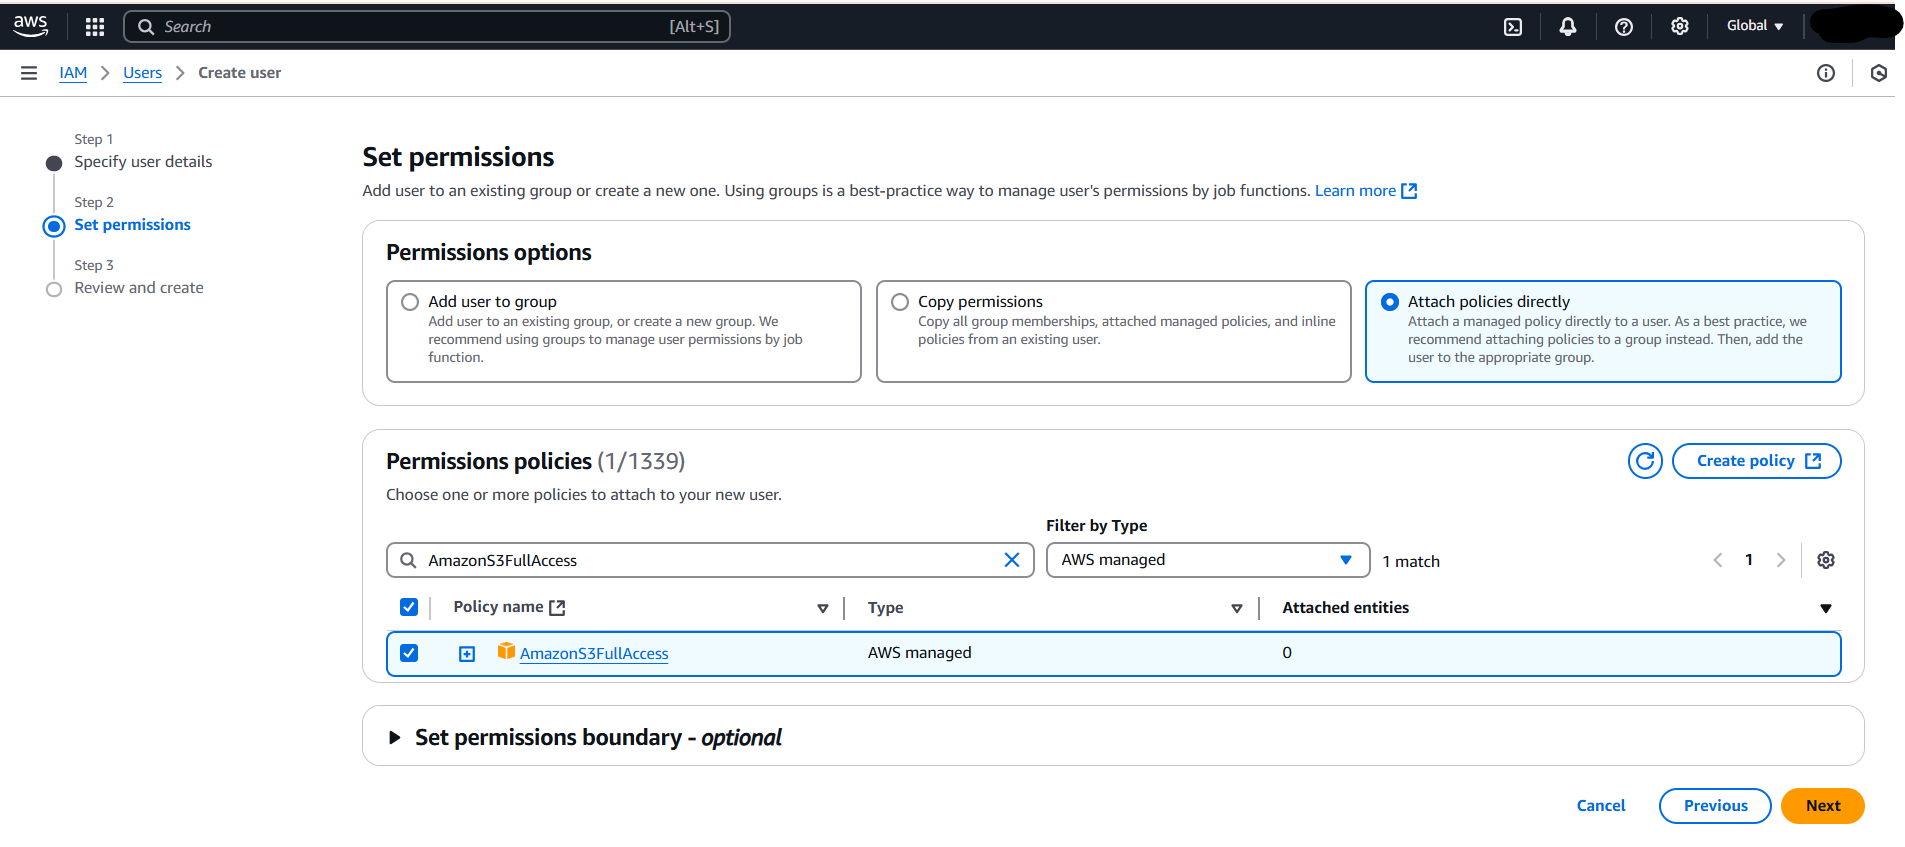 aws
Search [Alt+S]
Global
IAM > Users > Create user
Step 1
Specify user details
Step 2
Set permissions
Step 3
Review and create
Set permissions
Add user to an existing group or create a new one. Using groups is a best-practice way to manage user's permissions by job functions. Learn more
Permissions options
Add user to group
Add user to an existing group, or create a new group. We
recommend using groups to manage user permissions by job
function.
Copy permissions
Copy all group memberships, attached managed policies, and inline
policies from an existing user.
Attach policies directly
Attach a managed policy directly to a user. As a best practice, we
recommend attaching policies to a group instead. Then, add the
user to the appropriate group.
Permissions policies (1/1339)
Create policy
Choose one or more policies to attach to your new user.
Filter by Type
AmazonS3FullAccess
AWS managed
1 match
1
Policy name
Type
Attached entities
AmazonS3FullAccess
AWS managed
0
Set permissions boundary - optional
Cancel
Previous
Next